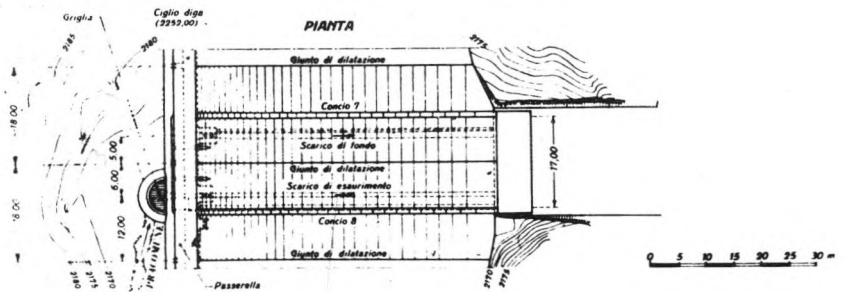 Griglia
Ciglio diga
(2252,00)
PIANTA
2185
2180
2175
Giunto di dilatazione
Concio 7
18.00
5.00
Scarico di fondo
Giunto di dilatazione
17,00
6.00
Scarico di esaurimento
18.00
12.00
Concio 8
Giunto di dilatazione
2180
2175
2170
2170
2175
Passerella
0 5 10 15 20 25 30 m